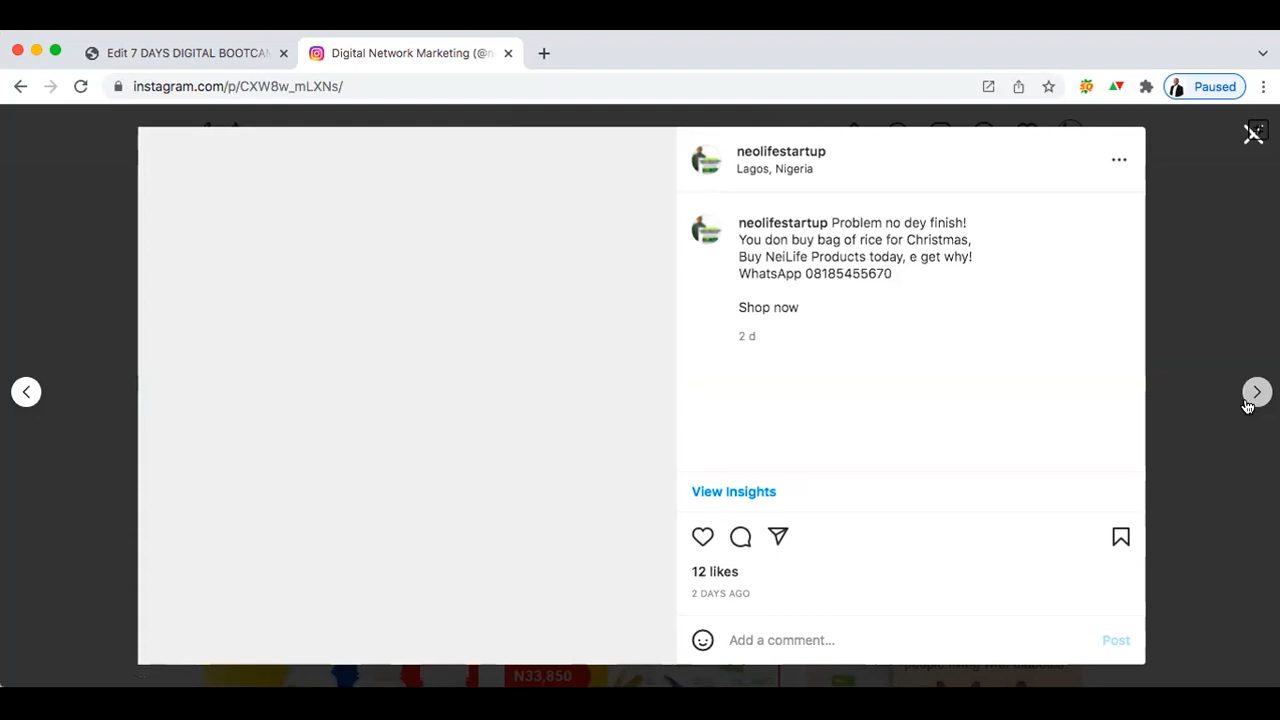 Edit 7 DAYS DIGITAL BOOTCA
Digital Network Marketing (@n
instagram.com/p/CXW8w_mLXNs/
Paused
neolifestartup
Lagos, Nigeria
neolifestartup Problem no dey finish!
You don buy bag of rice for Christmas,
Buy NeiLife Products today, e get why!
WhatsApp 08185455670
Shop now
2 d
View Insights
12 likes
2 DAYS AGO
Add a comment...
Post
N33,850